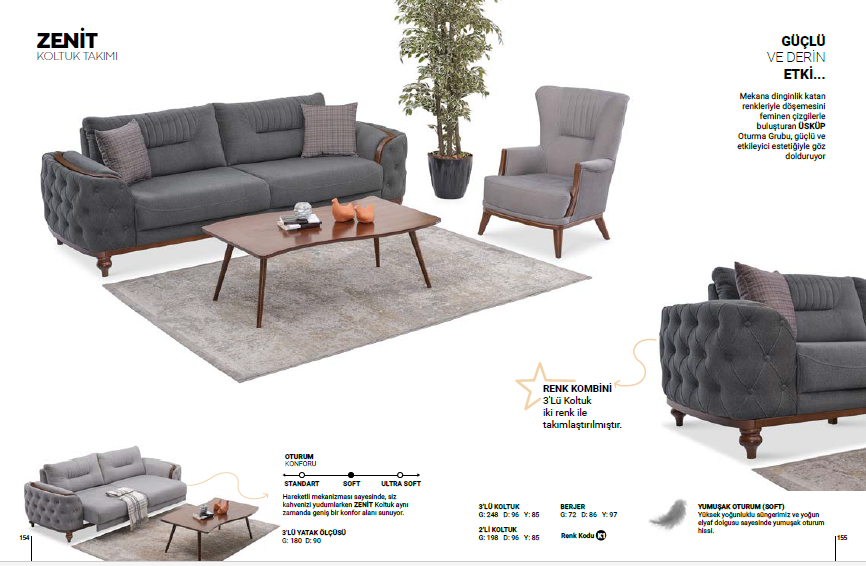 ZENİT
KOLTUK TAKIMI
GÜÇLÜ
VE DERİN
ETKİ...
Mekana dinginlik katan
renkleriyle döşemesini
feminen çizgilerle
buluşturan ÜSKÜP
Oturma Grubu, güçlü ve
etkileyici estetiğiyle göz
dolduruyor
RENK KOMBİNİ
3'Lü Koltuk
iki renk ile
takımlaştırılmıştır.
OTURUM
KONFORU
STANDART SOFT ULTRA SOFT
Hareketli mekanizması sayesinde, siz
kahvenizi yudumlarken ZENİT Koltuk aynı
zamanda geniş bir konfor alanı sunuyor.
3'LÜ YATAK ÖLÇÜSÜ
G: 180 D: 90
3'LÜ KOLTUK
G: 248 D: 96 Y: 85
2'Lİ KOLTUK
G: 198 D: 96 Y: 85
BERJER
G: 72 D: 86 Y: 97
Renk Kodu K1
YUMUŞAK OTURUM (SOFT)
Yüksek yoğunluklu süngerimiz ve yoğun
elyaf dolgusu sayesinde yumuşak oturum
hissi.
154
155